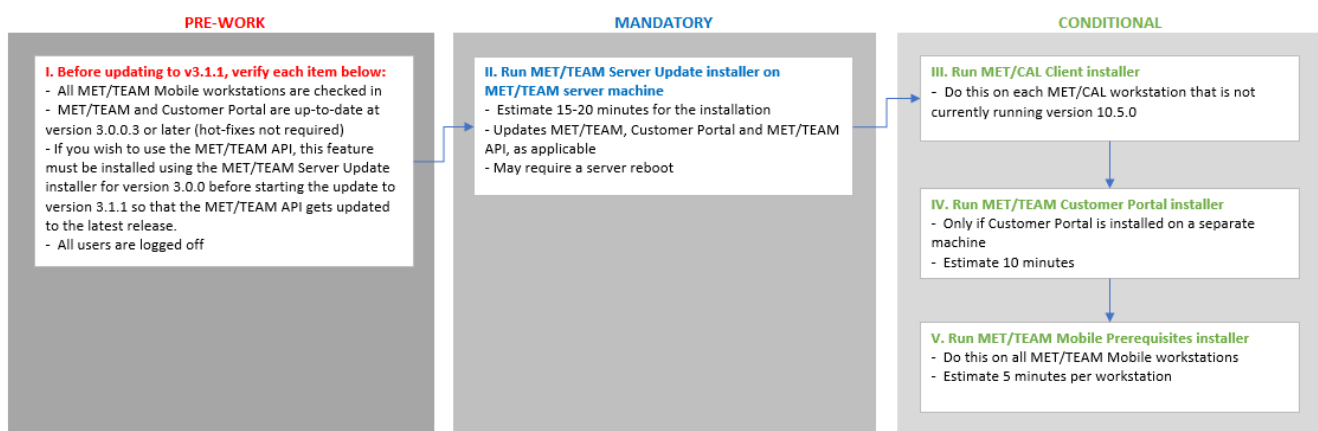 PRE-WORK
I. Before updating to v3.1.1, verify each item below:
- All MET/TEAM Mobile workstations are checked in
- MET/TEAM and Customer Portal are up-to-date at
version 3.0.0.3 or later (hot-fixes not required)
- If you wish to use the MET/TEAM API, this feature
must be installed using the MET/TEAM Server Update
installer for version 3.0.0 before starting the update to
version 3.1.1 so that the MET/TEAM API gets updated
to the latest release.
- All users are logged off
MANDATORY
II. Run MET/TEAM Server Update installer on
MET/TEAM server machine
- Estimate 15-20 minutes for the installation
- Updates MET/TEAM, Customer Portal and MET/TEAM
API, as applicable
- May require a server reboot
CONDITIONAL
III. Run MET/CAL Client installer
- Do this on each MET/CAL workstation that is not
currently running version 10.5.0
IV. Run MET/TEAM Customer Portal installer
- Only if Customer Portal is installed on a separate
machine
- Estimate 10 minutes
V. Run MET/TEAM Mobile Prerequisites installer
- Do this on all MET/TEAM Mobile workstations
- Estimate 5 minutes per workstation